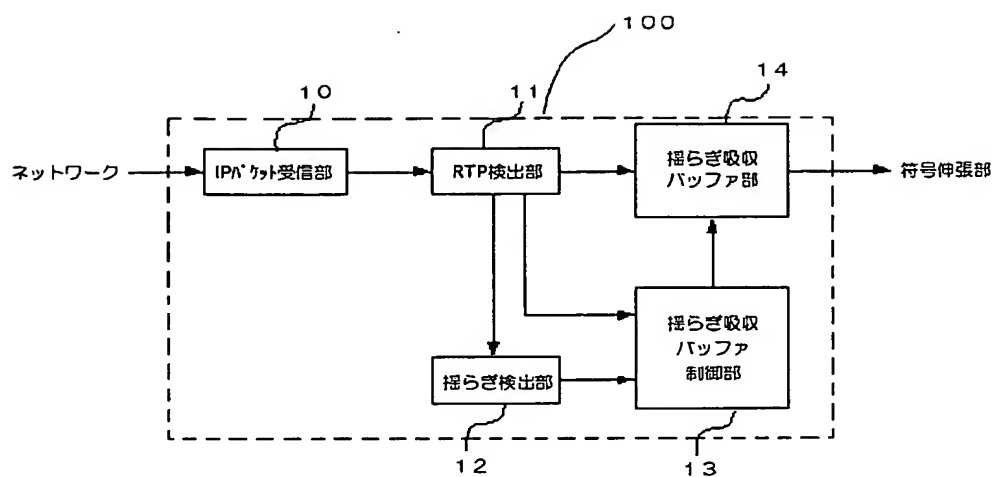 100
10
11
14
ネットワーク
IPパケット受信部
RTP検出部
揺らぎ吸収
バッファ部
符号伸張部
揺らぎ吸収
バッファ
制御部
揺らぎ検出部
12
13